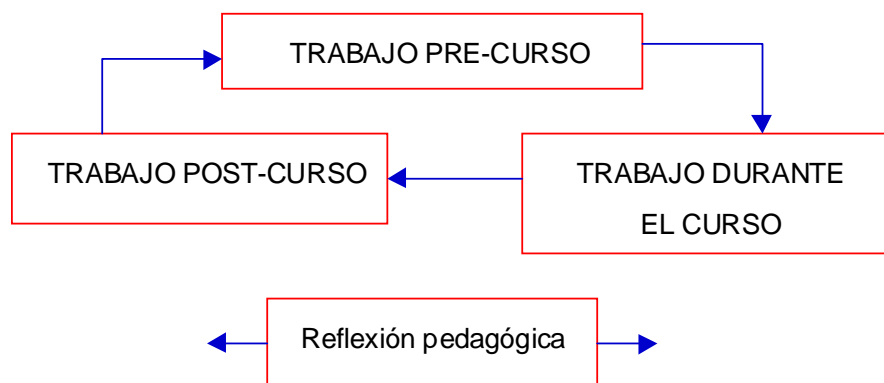 TRABAJO PRE-CURSO
TRABAJO POST-CURSO
TRABAJO DURANTE
EL CURSO
Reflexión pedagógica